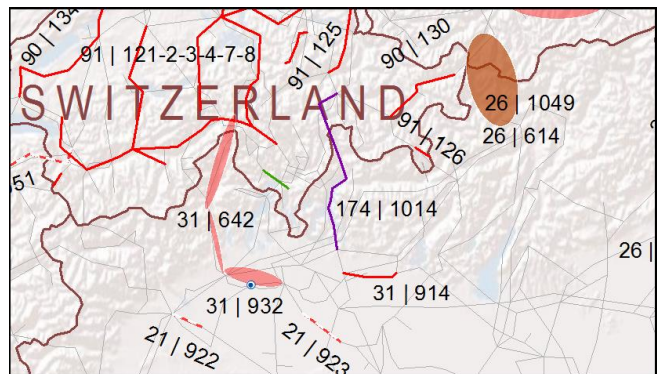 90 | 134
91 | 121-2-3-4-7-8
91 | 125
90 | 130
SWITZERLAND
26 | 1049
26 | 614
91 | 126
951
31 | 642
174 | 1014
26 |
31 | 932
31 | 914
21 | 922
21 | 923